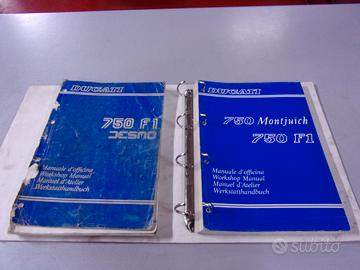 DUCATI
750 F1
DESMO
Manuale d'officina
Workshop Manual
Manuel d'Atelier
Werkstatthandbuch
DUCATI
750 Montjuich
750 F1
Manuale d'officina
Workshop Manual
Manuel d'Atelier
Werkstatthandbuch
subito